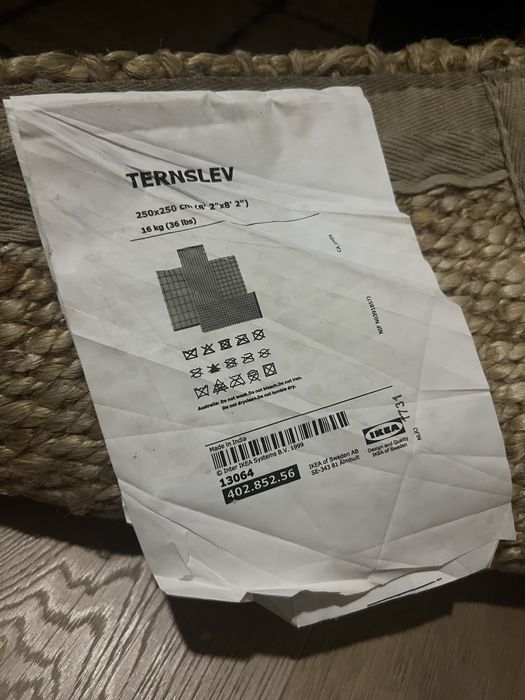 TERNSLEV
250x250 cm (8' 2"x8' 2")
16 kg (36 lbs)
Australia: Do not wash.Do not bleach.Do not iron.
Do not dryclean.Do not tumble dry.
Made in India
© Inter IKEA Systems B.V. 1999
13064
402.852.56
IKEA of Sweden AB
SE-343 81 Älmhult
IKEA
Design and Quality
IKEA of Sweden
1731